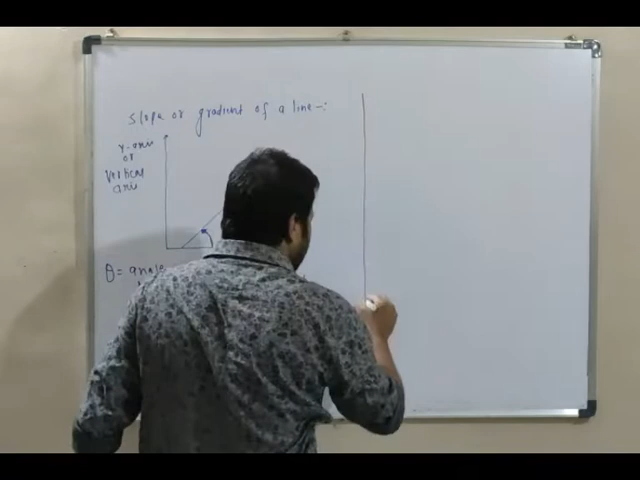 Slope or gradient of a line -:
Y-axis
or
Vertical
axis
θ = angle